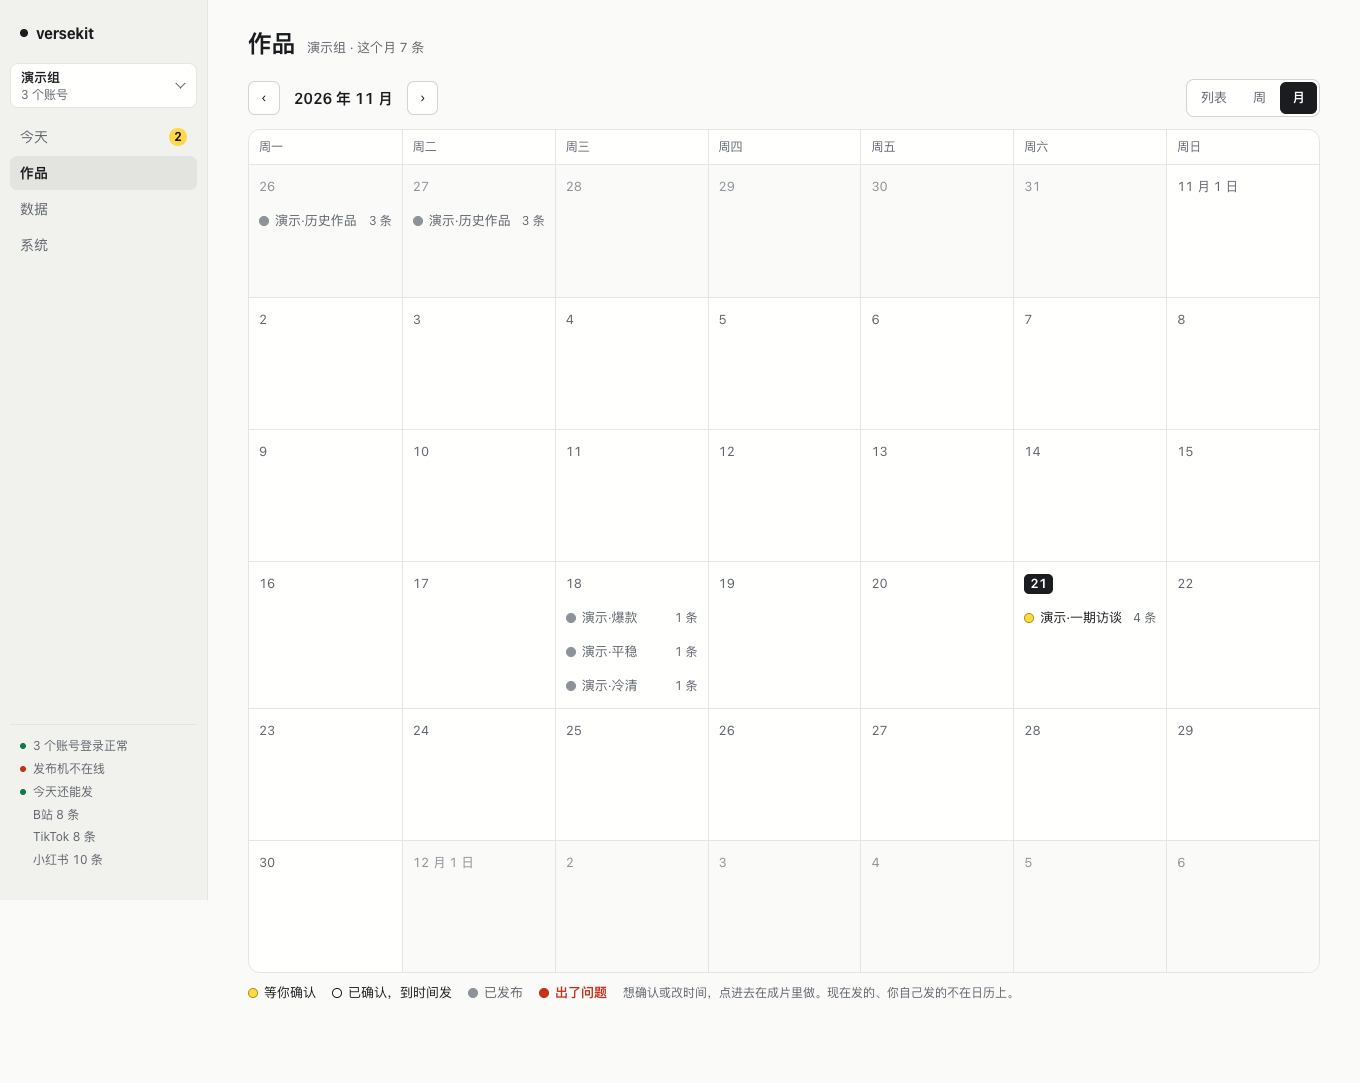 versekit
演示组
3 个账号
今天 2
作品
数据
系统
3 个账号登录正常
发布机不在线
今天还能发
B站 8 条
TikTok 8 条
小红书 10 条
作品 演示组 · 这个月 7 条
‹ 2026 年 11 月 ›
列表 周 月
周一 周二 周三 周四 周五 周六 周日
26 27 28 29 30 31 11 月 1 日
演示·历史作品 3 条 演示·历史作品 3 条
2 3 4 5 6 7 8
9 10 11 12 13 14 15
16 17 18 19 20 21 22
演示·爆款 1 条 演示·一期访谈 4 条
演示·平稳 1 条
演示·冷清 1 条
23 24 25 26 27 28 29
30 12 月 1 日 2 3 4 5 6
等你确认 已确认，到时间发 已发布 出了问题 想确认或改时间，点进去在成片里做。现在发的、你自己发的不在日历上。